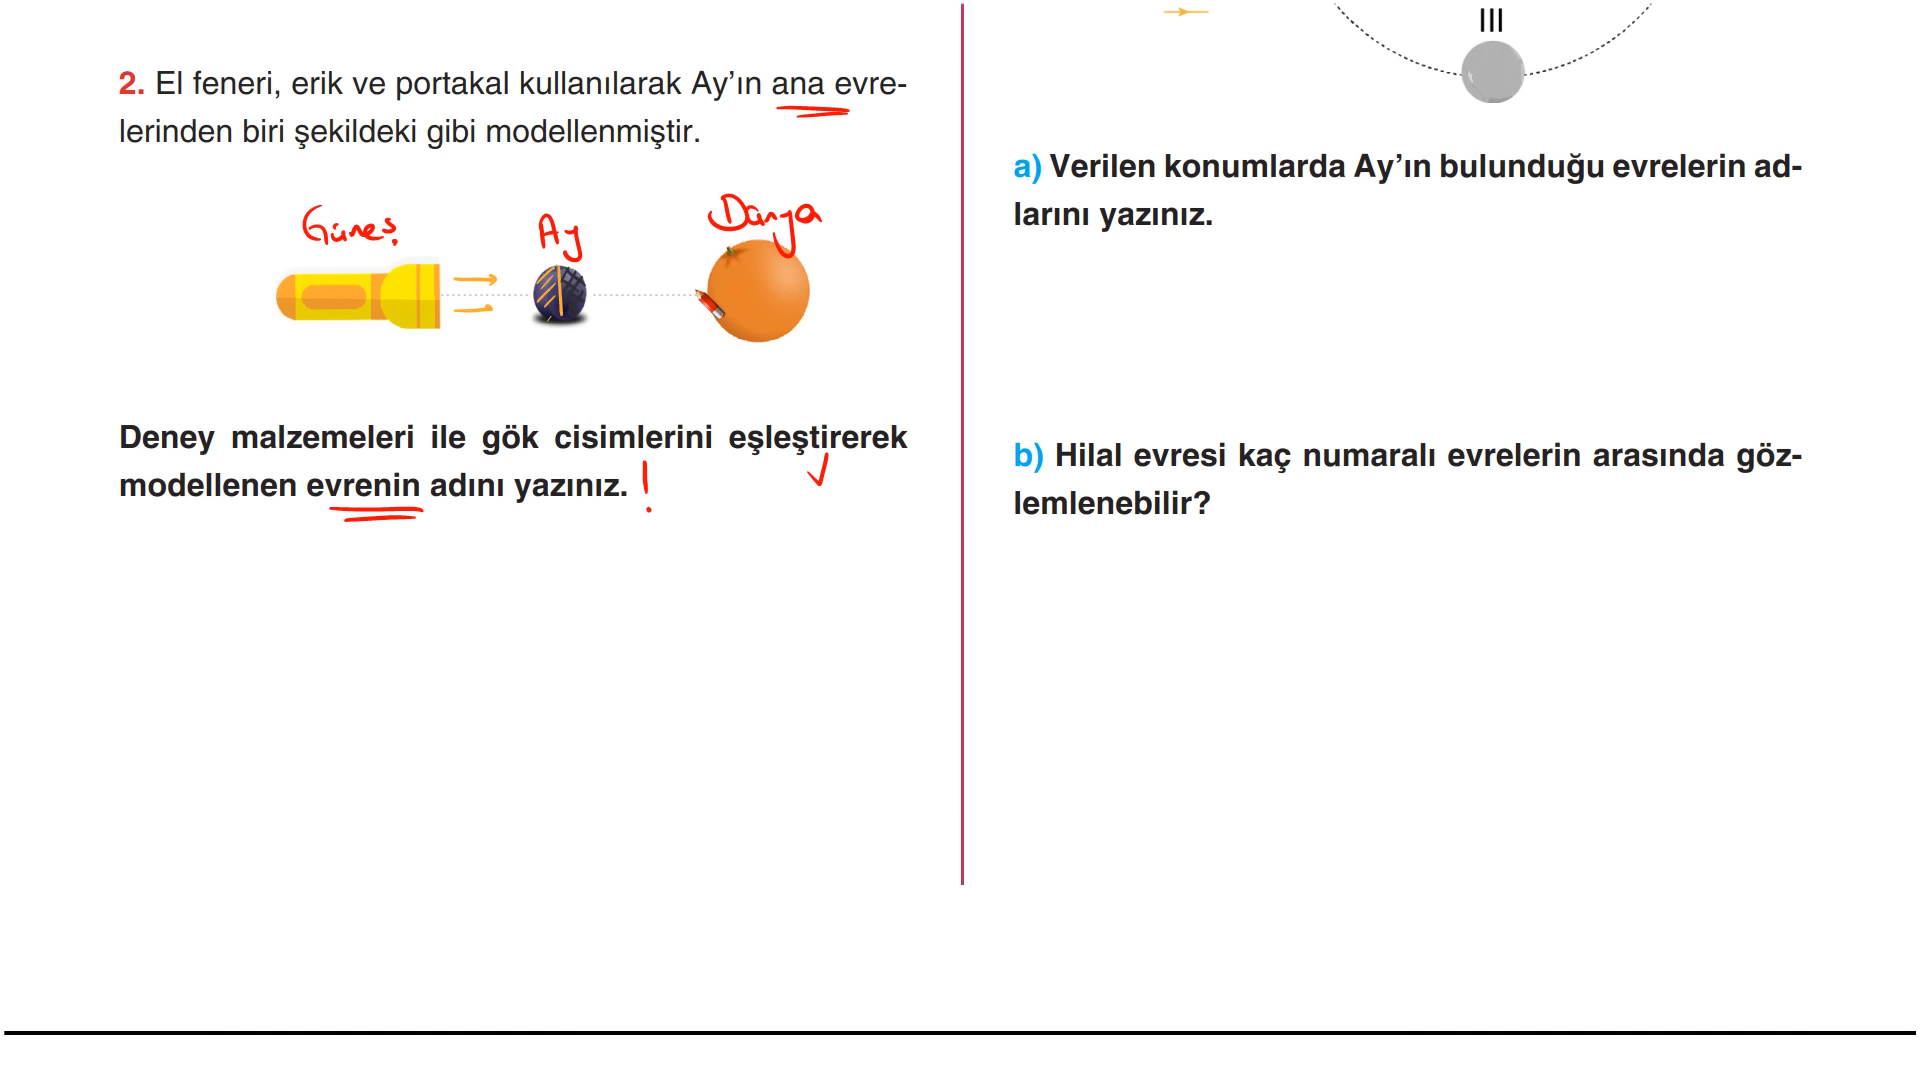 2. El feneri, erik ve portakal kullanılarak Ay’ın ana evre-
lerinden biri şekildeki gibi modellenmiştir.
Güneş
Ay
Dünya
Deney malzemeleri ile gök cisimlerini eşleştirerek
modellenen evrenin adını yazınız. !
III
a) Verilen konumlarda Ay’ın bulunduğu evrelerin ad-
larını yazınız.
b) Hilal evresi kaç numaralı evrelerin arasında göz-
lemlenebilir?